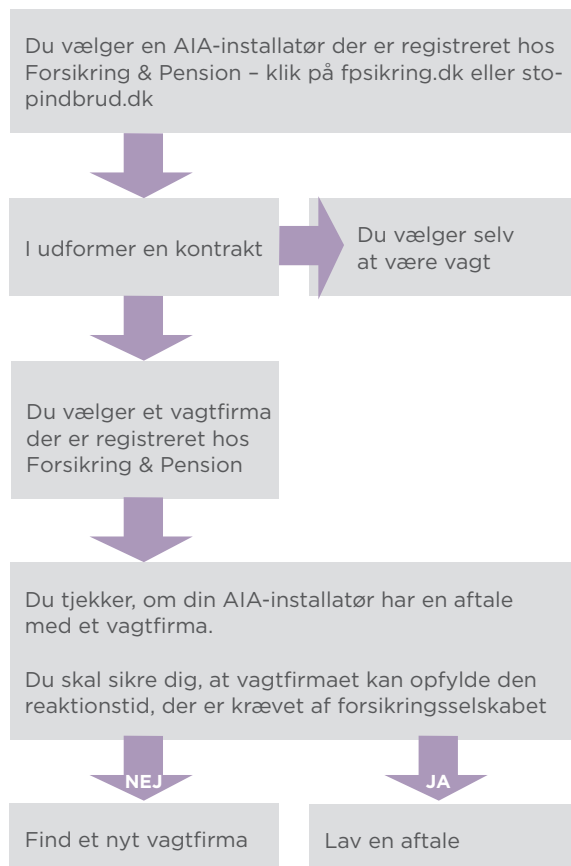 Du vælger en AIA-installatør der er registreret hos
Forsikring & Pension – klik på fpsikring.dk eller sto-
pindbrud.dk
I udformer en kontrakt
Du vælger selv
at være vagt
Du vælger et vagtfirma
der er registreret hos
Forsikring & Pension
Du tjekker, om din AIA-installatør har en aftale
med et vagtfirma.
Du skal sikre dig, at vagtfirmaet kan opfylde den
reaktionstid, der er krævet af forsikringsselskabet
NEJ
JA
Find et nyt vagtfirma
Lav en aftale